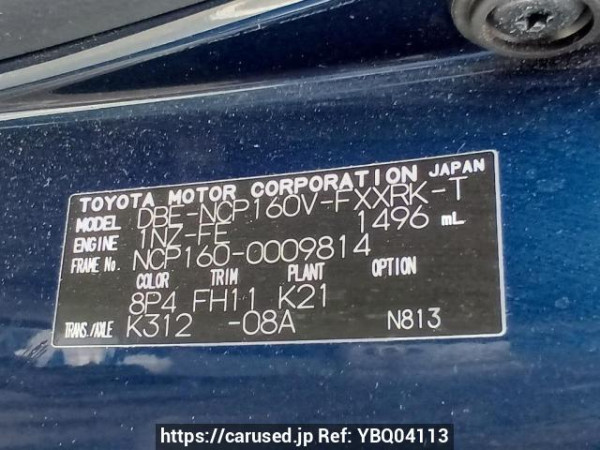 TOYOTA MOTOR CORPORATION JAPAN
MODEL DBE-NCP160V-FXXRK-T
ENGINE 1NZ-FE 1496 mL
FRAME No. NCP160-0009814
COLOR TRIM PLANT OPTION
8P4 FH11 K21
TRANS./AXLE K312 -08A N813
https://carused.jp Ref: YBQ04113